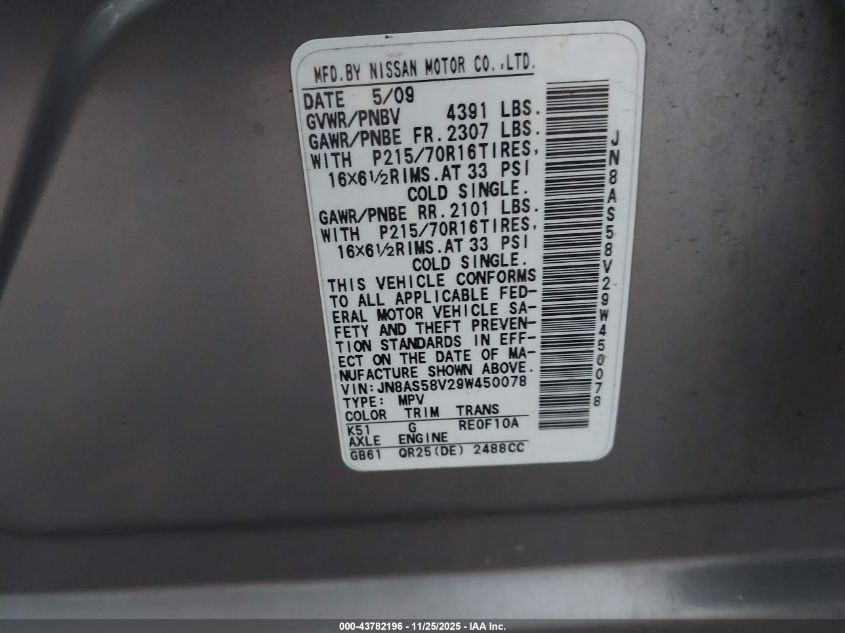 MFD.BY NISSAN MOTOR CO.,LTD.
DATE 5/09
GVWR/PNBV 4391 LBS.
GAWR/PNBE FR.2307 LBS.
WITH P215/70R16TIRES,
16X6½RIMS.AT 33 PSI
COLD SINGLE.
GAWR/PNBE RR.2101 LBS.
WITH P215/70R16TIRES,
16X6½RIMS.AT 33 PSI
COLD SINGLE.
THIS VEHICLE CONFORMS
TO ALL APPLICABLE FED-
ERAL MOTOR VEHICLE SA-
FETY AND THEFT PREVEN-
TION STANDARDS IN EFF-
ECT ON THE DATE OF MA-
NUFACTURE SHOWN ABOVE.
VIN:JN8AS58V29W450078
TYPE: MPV
COLOR TRIM TRANS
K51 G RE0F10A
AXLE ENGINE
GB61 QR25(DE) 2488CC
JN8AS58V29W450078
000-43782196 - 11/25/2025 - IAA Inc.